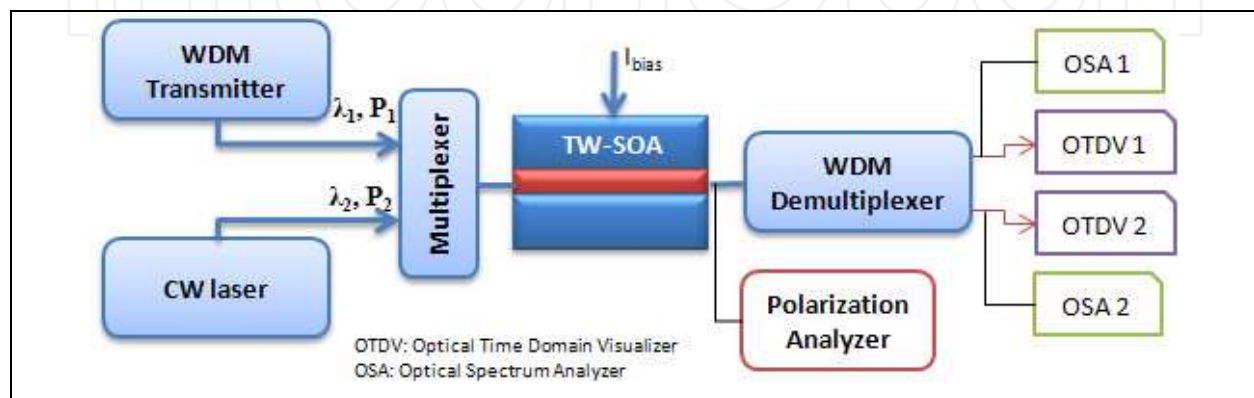 WDM
Transmitter
λ1, P1
λ2, P2
CW laser
Multiplexer
Ibias
TW-SOA
WDM
Demultiplexer
Polarization
Analyzer
OSA 1
OTDV 1
OTDV 2
OSA 2
OTDV: Optical Time Domain Visualizer
OSA: Optical Spectrum Analyzer